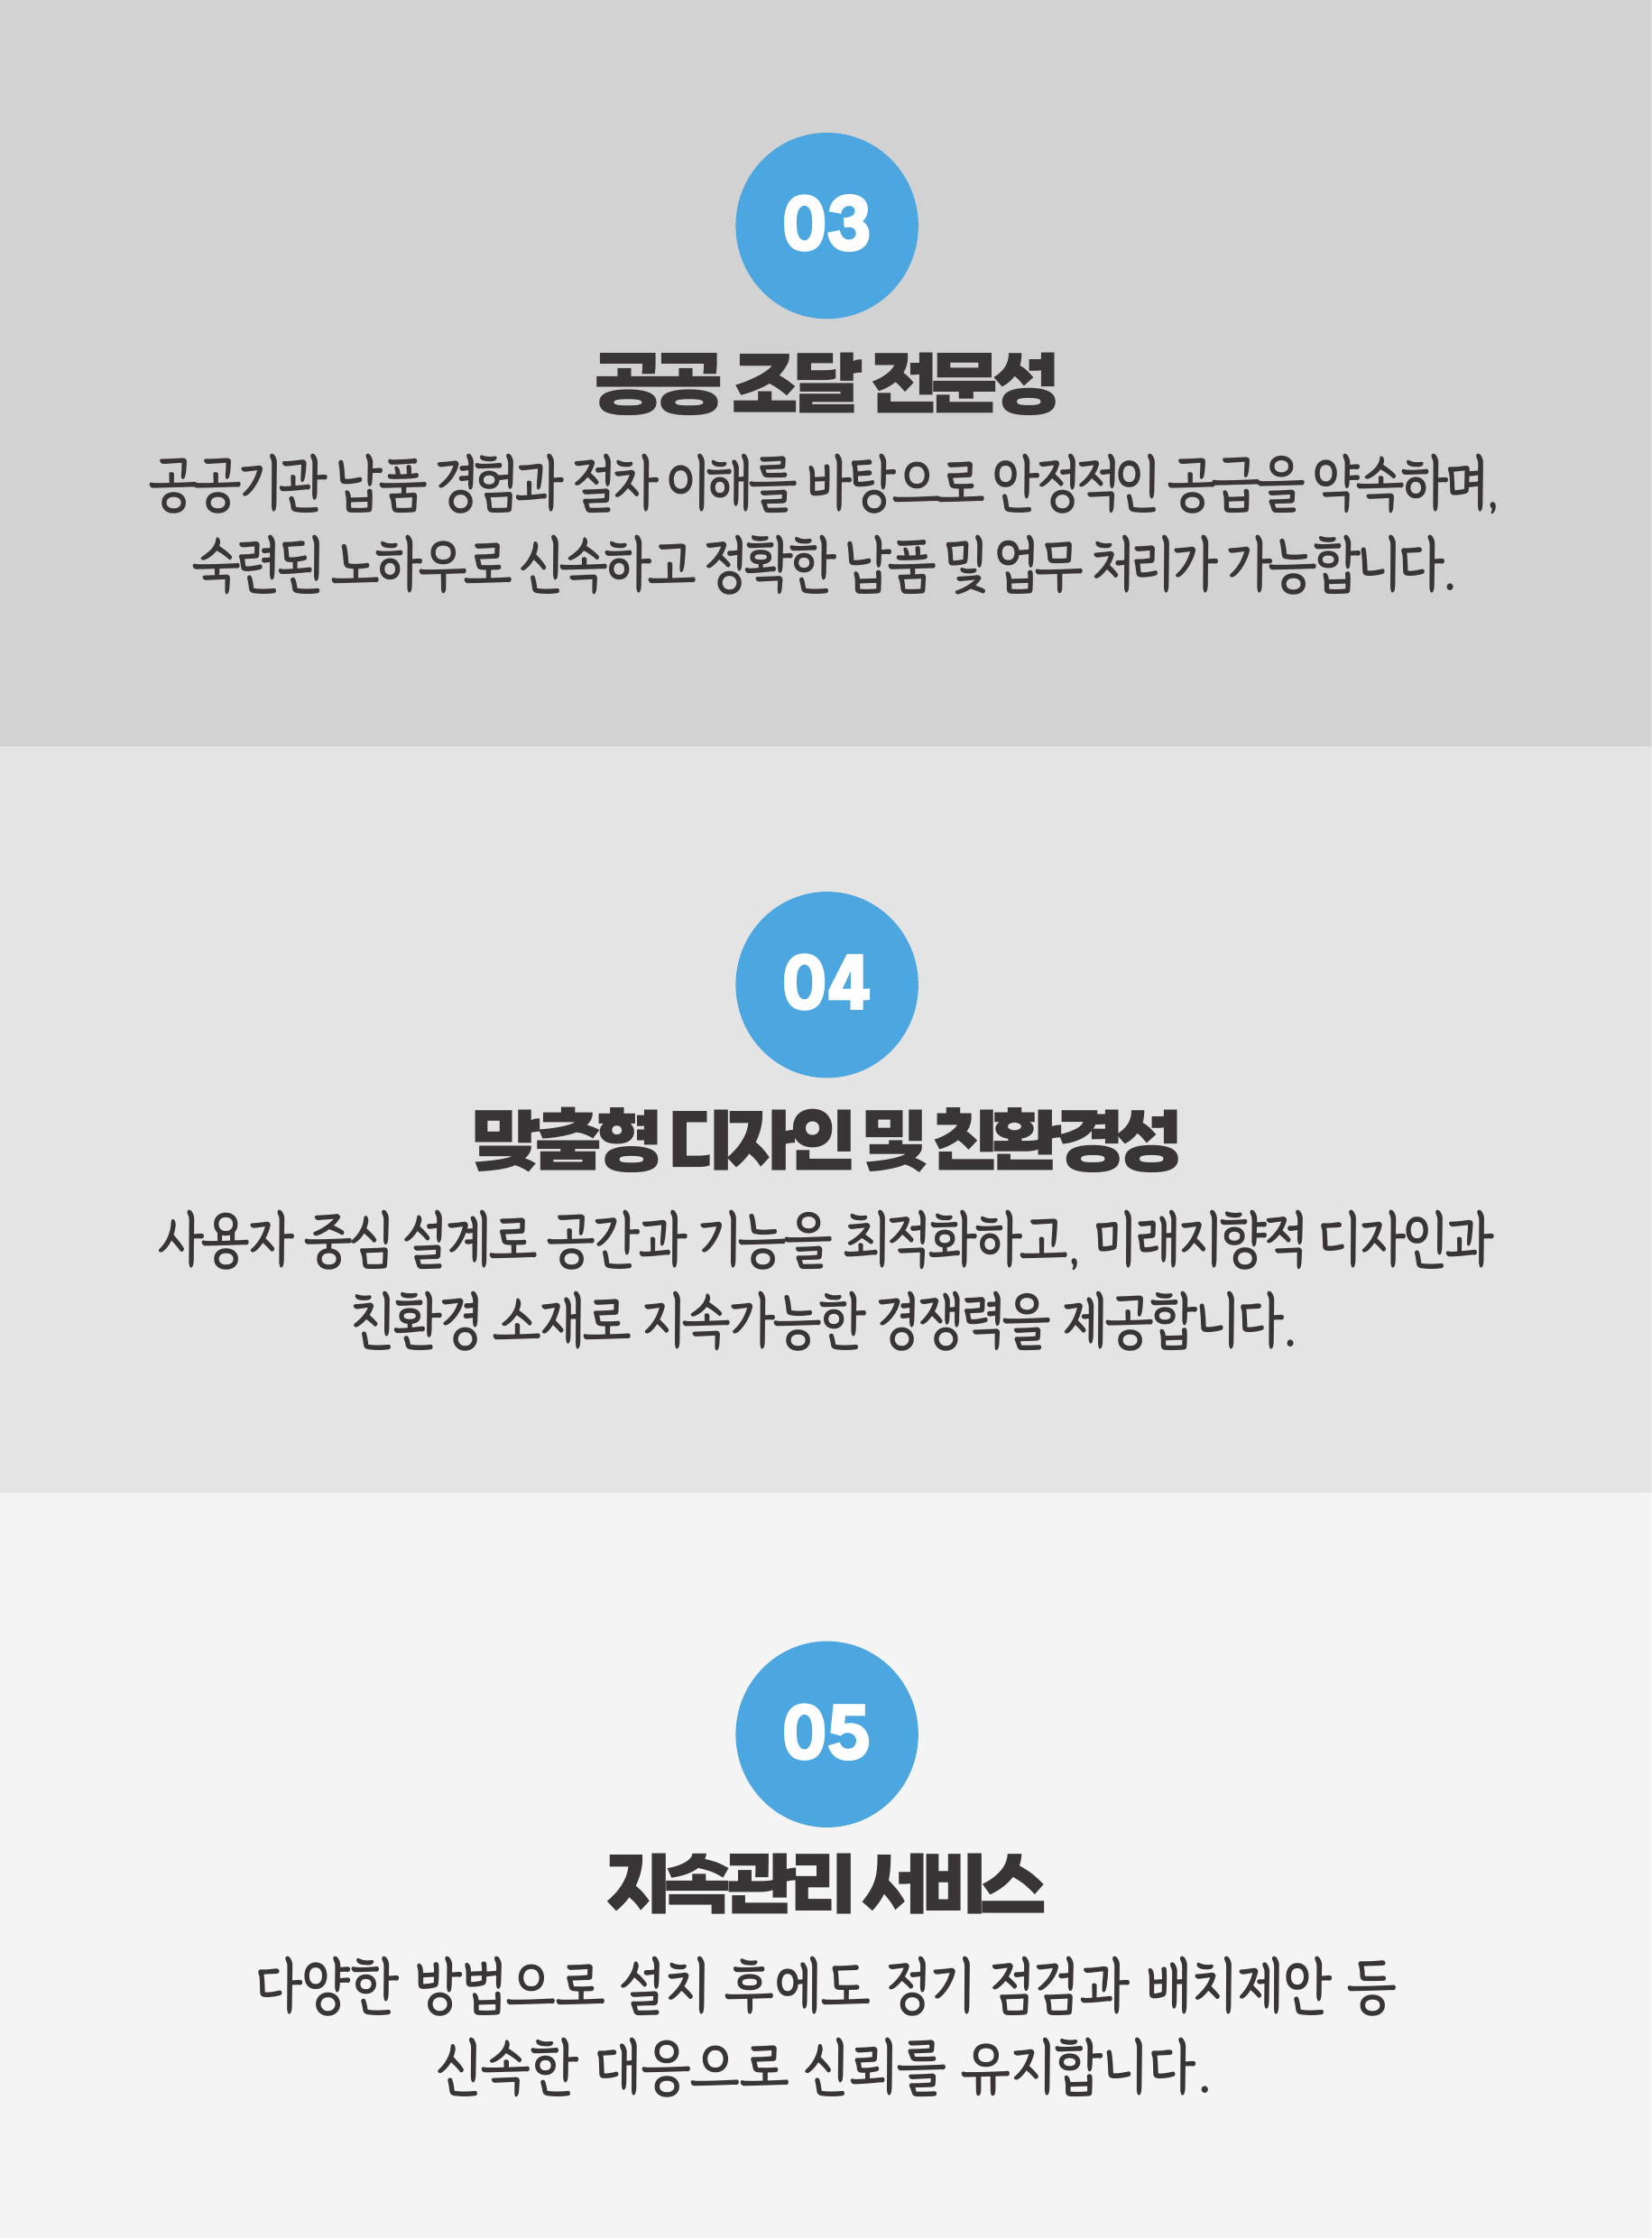 03
공공 조달 전문성
공공기관 납품 경험과 절차 이해를 바탕으로 안정적인 공급을 약속하며,
숙련된 노하우로 신속하고 정확한 납품 및 업무 처리가 가능합니다.
04
맞춤형 디자인 및 친환경성
사용자 중심 설계로 공간과 기능을 최적화하고, 미래지향적 디자인과
친환경 소재로 지속가능한 경쟁력을 제공합니다.
05
지속관리 서비스
다양한 방법으로 설치 후에도 정기 점검과 배치제안 등
신속한 대응으로 신뢰를 유지합니다.